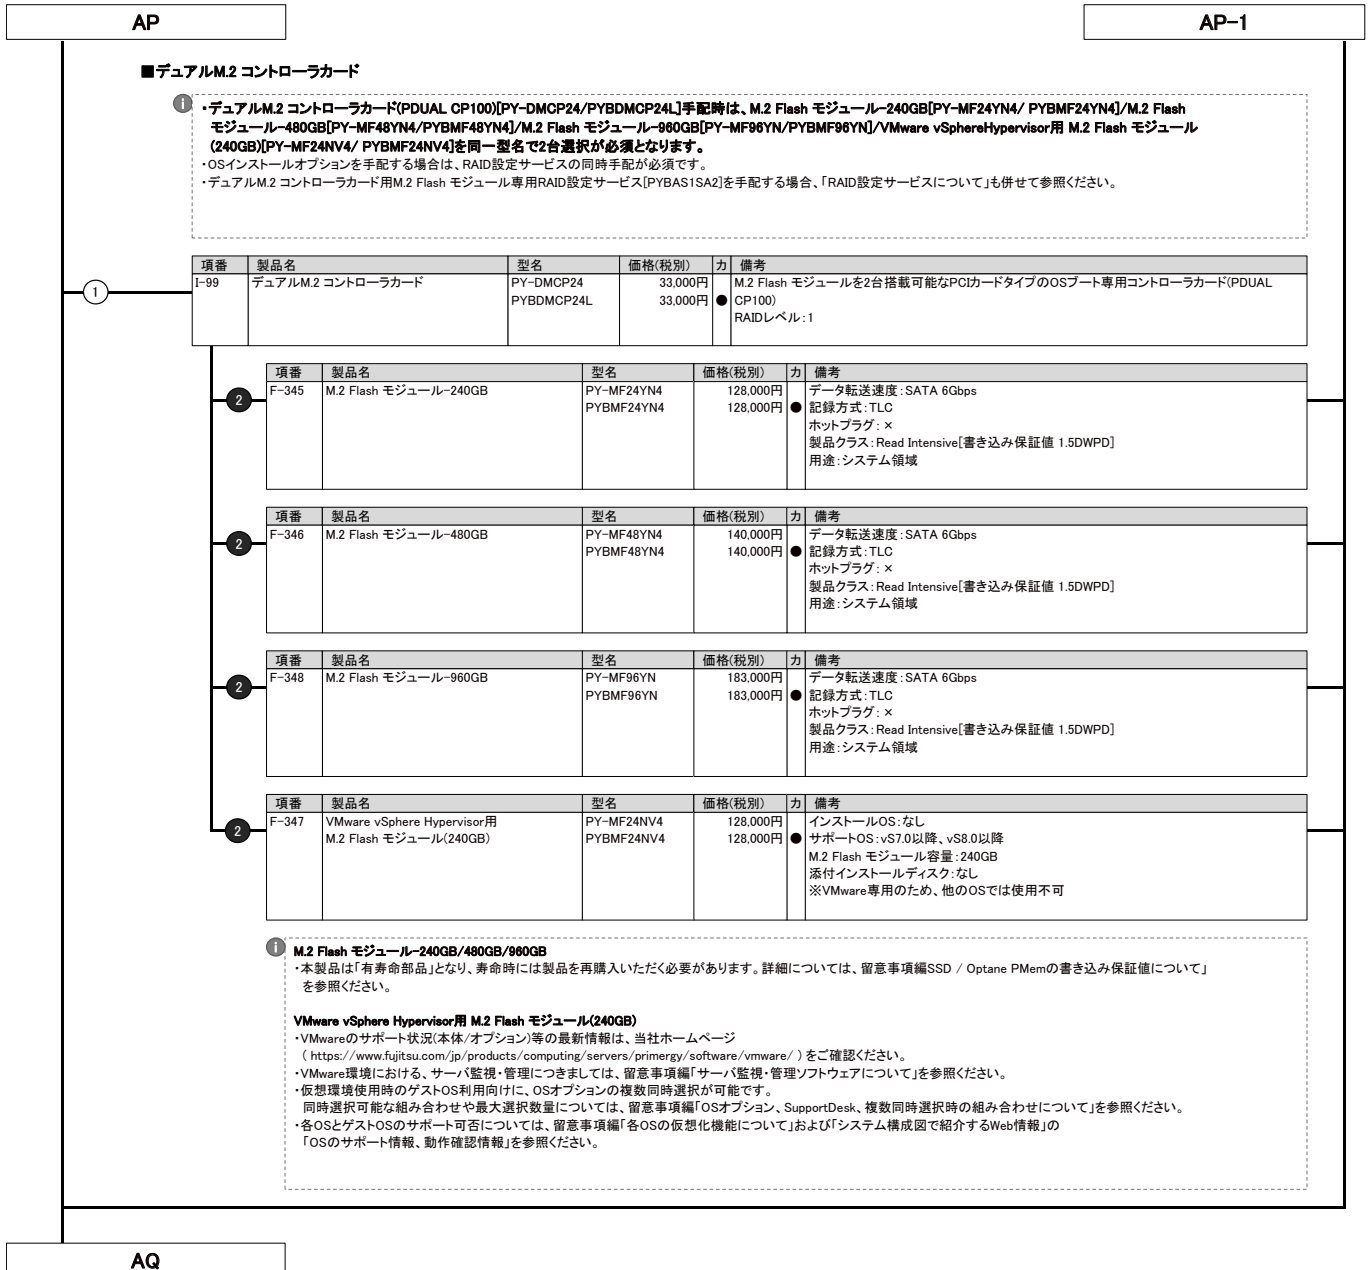 AP
AP-1
■デュアルM.2 コントローラカード
i
・デュアルM.2 コントローラカード(PDUAL CP100)[PY-DMCP24/PYBDMCP24L]手配時は、M.2 Flash モジュール-240GB[PY-MF24YN4/ PYBMF24YN4]/M.2 Flash
モジュール-480GB[PY-MF48YN4/PYBMF48YN4]/M.2 Flash モジュール-960GB[PY-MF96YN/PYBMF96YN]/VMware vSphereHypervisor用 M.2 Flash モジュール
(240GB)[PY-MF24NV4/ PYBMF24NV4]を同一型名で2台選択が必須となります。
・OSインストールオプションを手配する場合は、RAID設定サービスの同時手配が必須です。
・デュアルM.2 コントローラカード用M.2 Flash モジュール専用RAID設定サービス[PYBAS1SA2]を手配する場合、「RAID設定サービスについて」も併せて参照ください。
項番 製品名 型名 価格(税別) カ 備考
1 I-99 デュアルM.2 コントローラカード PY-DMCP24 33,000円 M.2 Flash モジュールを2台搭載可能なPCIカードタイプのOSブート専用コントローラカード(PDUAL
PYBDMCP24L 33,000円 ● CP100)
RAIDレベル:1
項番 製品名 型名 価格(税別) カ 備考
2 F-345 M.2 Flash モジュール-240GB PY-MF24YN4 128,000円 データ転送速度:SATA 6Gbps
PYBMF24YN4 128,000円 ● 記録方式:TLC
ホットプラグ:×
製品クラス:Read Intensive[書き込み保証値 1.5DWPD]
用途:システム領域
項番 製品名 型名 価格(税別) カ 備考
2 F-346 M.2 Flash モジュール-480GB PY-MF48YN4 140,000円 データ転送速度:SATA 6Gbps
PYBMF48YN4 140,000円 ● 記録方式:TLC
ホットプラグ:×
製品クラス:Read Intensive[書き込み保証値 1.5DWPD]
用途:システム領域
項番 製品名 型名 価格(税別) カ 備考
2 F-348 M.2 Flash モジュール-960GB PY-MF96YN 183,000円 データ転送速度:SATA 6Gbps
PYBMF96YN 183,000円 ● 記録方式:TLC
ホットプラグ:×
製品クラス:Read Intensive[書き込み保証値 1.5DWPD]
用途:システム領域
項番 製品名 型名 価格(税別) カ 備考
2 F-347 VMware vSphere Hypervisor用 PY-MF24NV4 128,000円 インストールOS:なし
M.2 Flash モジュール(240GB) PYBMF24NV4 128,000円 ● サポートOS:vS7.0以降、vS8.0以降
M.2 Flash モジュール容量:240GB
添付インストールディスク:なし
※VMware専用のため、他のOSでは使用不可
i
M.2 Flash モジュール-240GB/480GB/960GB
・本製品は「有寿命部品」となり、寿命時には製品を再購入いただく必要があります。詳細については、留意事項編SSD / Optane PMemの書き込み保証値について」
を参照ください。
VMware vSphere Hypervisor用 M.2 Flash モジュール(240GB)
・VMwareのサポート状況(本体/オプション)等の最新情報は、当社ホームページ
( https://www.fujitsu.com/jp/products/computing/servers/primergy/software/vmware/ ) をご確認ください。
・VMware環境における、サーバ監視・管理につきましては、留意事項編「サーバ監視・管理ソフトウェアについて」を参照ください。
・仮想環境使用時のゲストOS利用向けに、OSオプションの複数同時選択が可能です。
同時選択可能な組み合わせや最大選択数量については、留意事項編「OSオプション、SupportDesk、複数同時選択時の組み合わせについて」を参照ください。
・各OSとゲストOSのサポート可否については、留意事項編「各OSの仮想化機能について」および「システム構成図で紹介するWeb情報」の
「OSのサポート情報、動作確認情報」を参照ください。
AQ